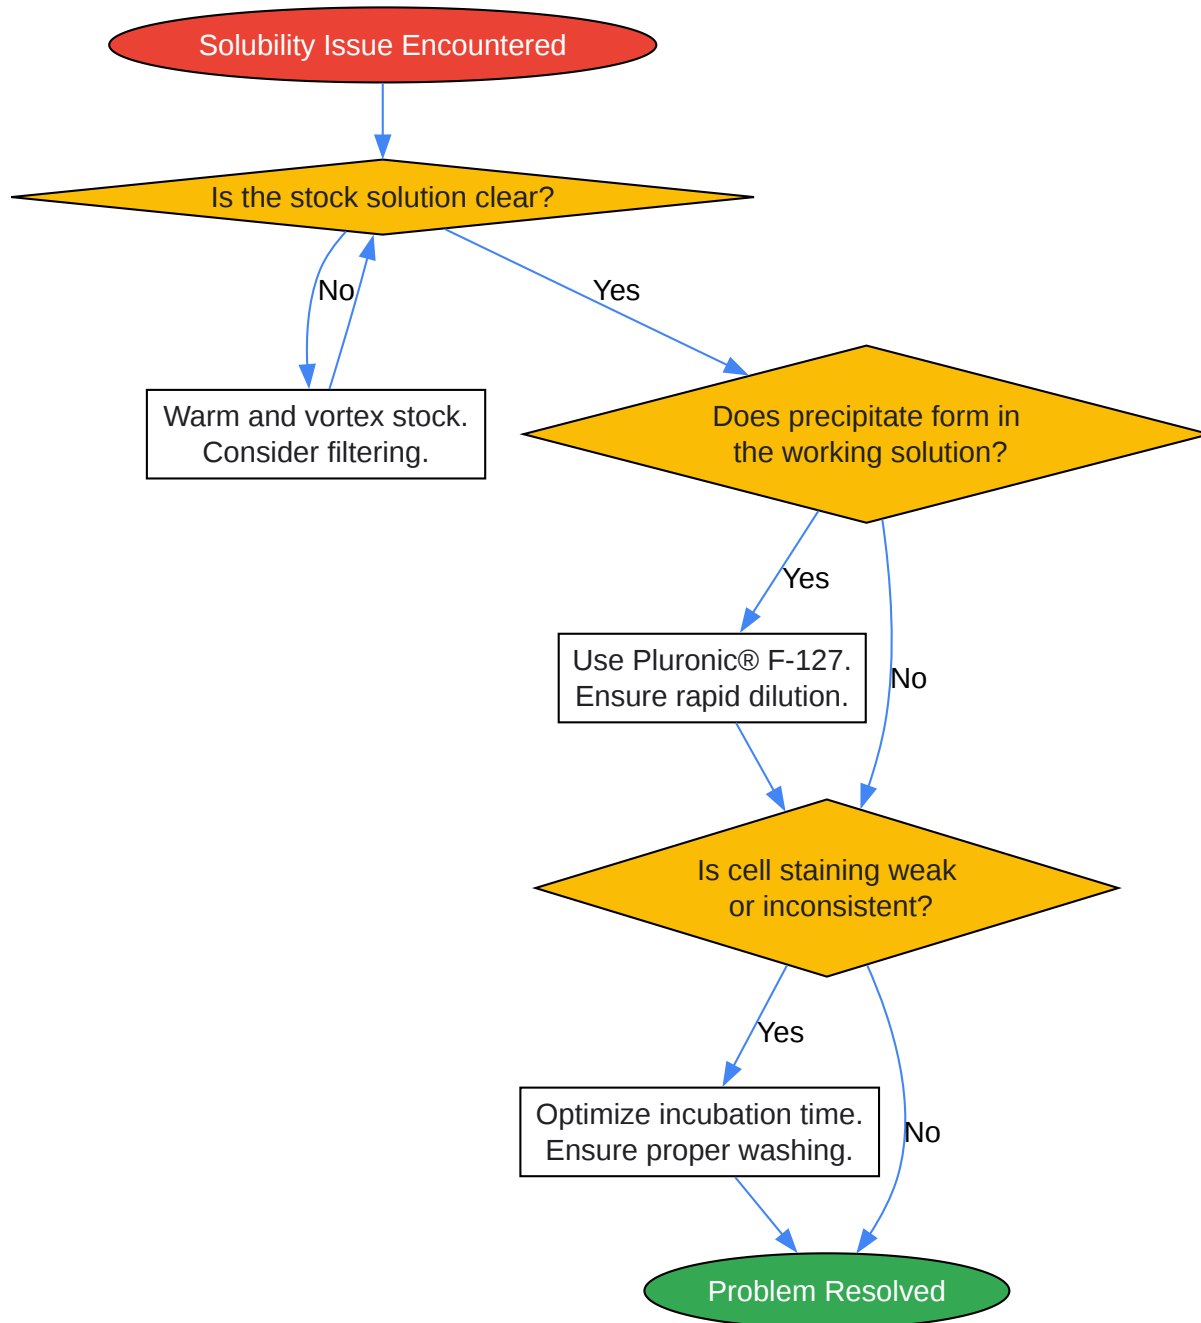 Solubility Issue Encountered
Is the stock solution clear?
No
Yes
Warm and vortex stock.
Consider filtering.
Does precipitate form in
the working solution?
Yes
Use Pluronic® F-127.
Ensure rapid dilution.
No
Is cell staining weak
or inconsistent?
Yes
Optimize incubation time.
Ensure proper washing.
No
Problem Resolved